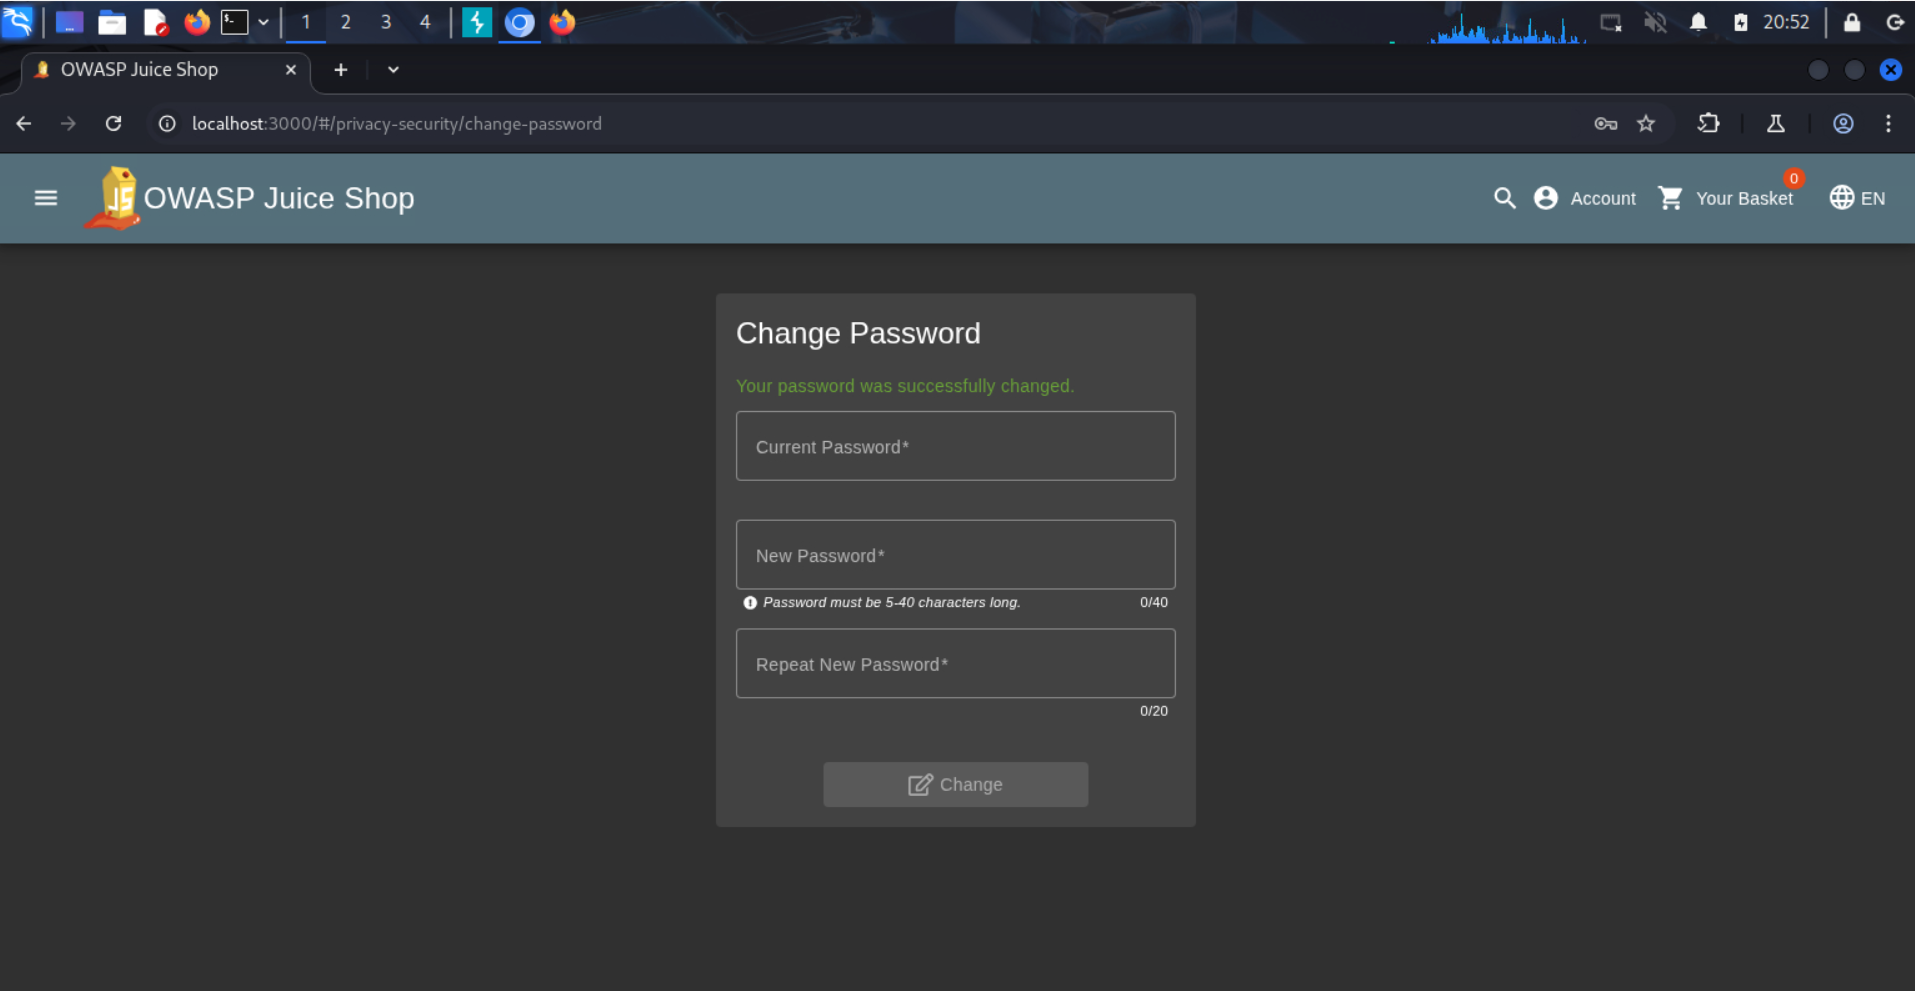 1 2 3 4 20:52
OWASP Juice Shop
localhost:3000/#/privacy-security/change-password
JS OWASP Juice Shop Account Your Basket 0 EN
Change Password
Your password was successfully changed.
Current Password*
New Password*
Password must be 5-40 characters long. 0/40
Repeat New Password*
0/20
Change